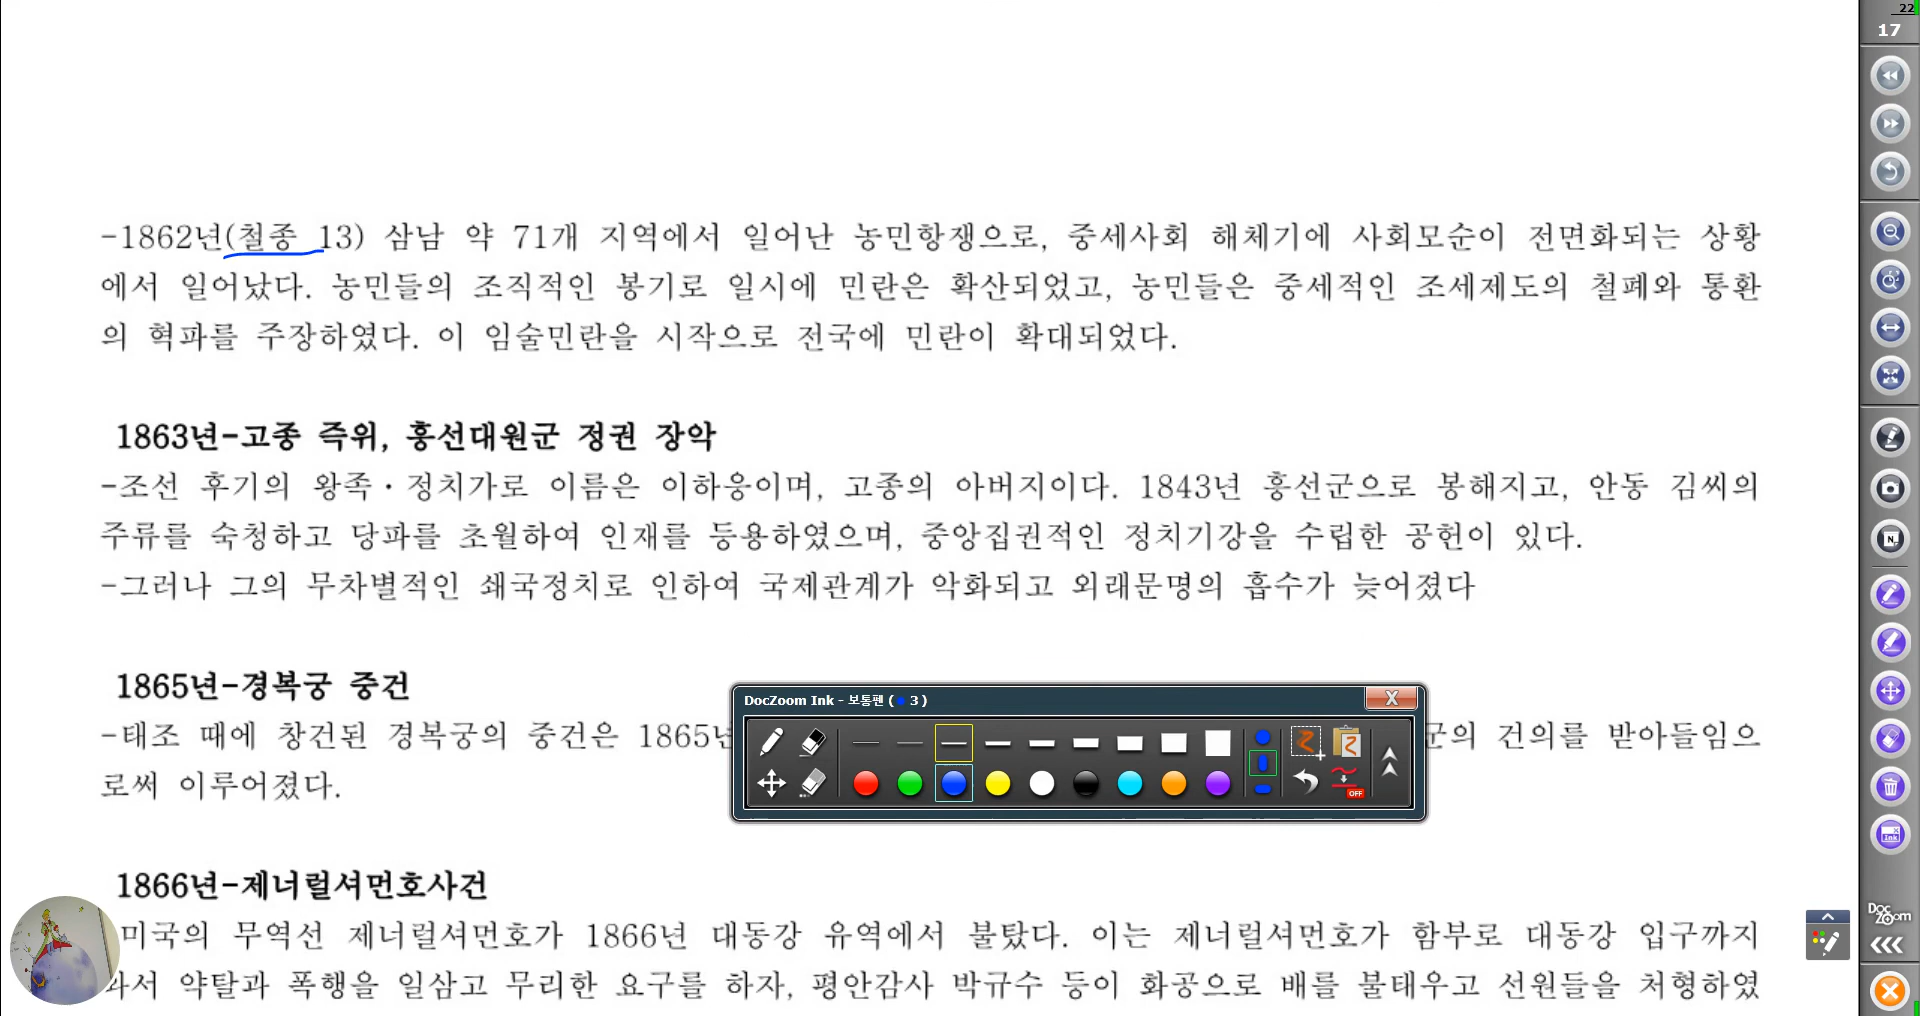 22
17
-1862년(철종 13) 삼남 약 71개 지역에서 일어난 농민항쟁으로, 중세사회 해체기에 사회모순이 전면화되는 상황
에서 일어났다. 농민들의 조직적인 봉기로 일시에 민란은 확산되었고, 농민들은 중세적인 조세제도의 철폐와 통환
의 혁파를 주장하였다. 이 임술민란을 시작으로 전국에 민란이 확대되었다.
1863년-고종 즉위, 흥선대원군 정권 장악
-조선 후기의 왕족·정치가로 이름은 이하응이며, 고종의 아버지이다. 1843년 흥선군으로 봉해지고, 안동 김씨의
주류를 숙청하고 당파를 초월하여 인재를 등용하였으며, 중앙집권적인 정치기강을 수립한 공헌이 있다.
-그러나 그의 무차별적인 쇄국정치로 인하여 국제관계가 악화되고 외래문명의 흡수가 늦어졌다
1865년-경복궁 중건
-태조 때에 창건된 경복궁의 중건은 1865년 군의 건의를 받아들임으
로써 이루어졌다.
DocZoom Ink - 보통펜 ( 3 )
X
OFF
1866년-제너럴셔먼호사건
미국의 무역선 제너럴셔먼호가 1866년 대동강 유역에서 불탔다. 이는 제너럴셔먼호가 함부로 대동강 입구까지
와서 약탈과 폭행을 일삼고 무리한 요구를 하자, 평안감사 박규수 등이 화공으로 배를 불태우고 선원들을 처형하였
N
Ink
Doc Zoom